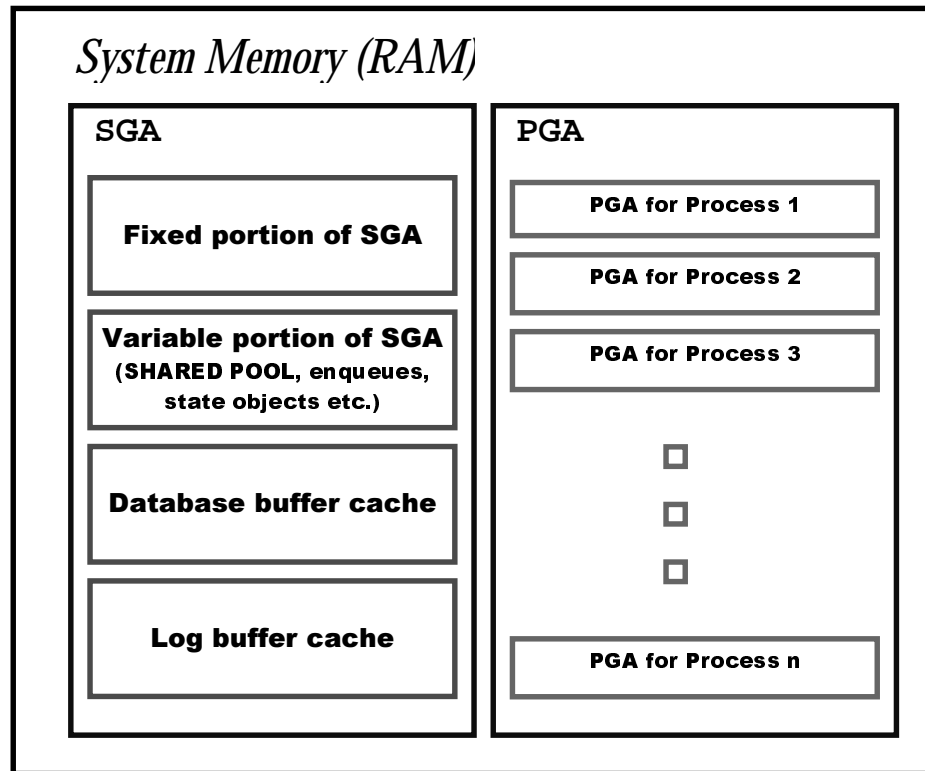 System Memory (RAM)
SGA
Fixed portion of SGA
Variable portion of SGA
(SHARED POOL, enqueues,
state objects etc.)
Database buffer cache
Log buffer cache
PGA
PGA for Process 1
PGA for Process 2
PGA for Process 3
PGA for Process n